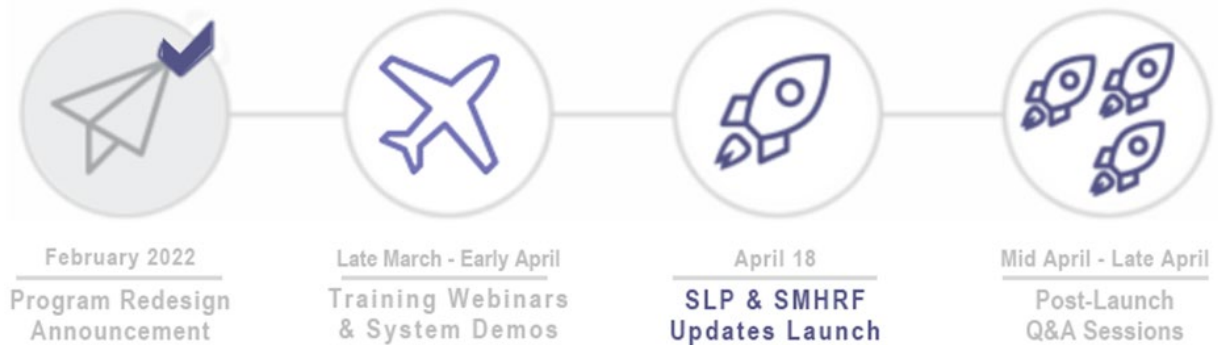 February 2022
Program Redesign
Announcement
Late March - Early April
Training Webinars
& System Demos
April 18
SLP & SMHRF
Updates Launch
Mid April - Late April
Post-Launch
Q&A Sessions